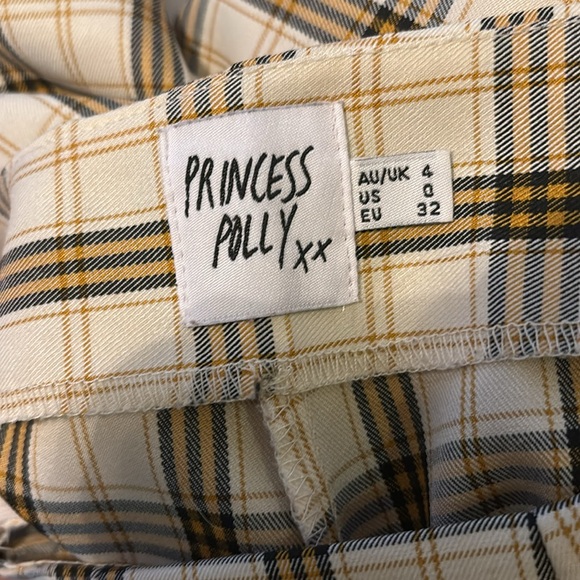 PRINCESS
POLLY xx
AU/UK 4
US 0
EU 32